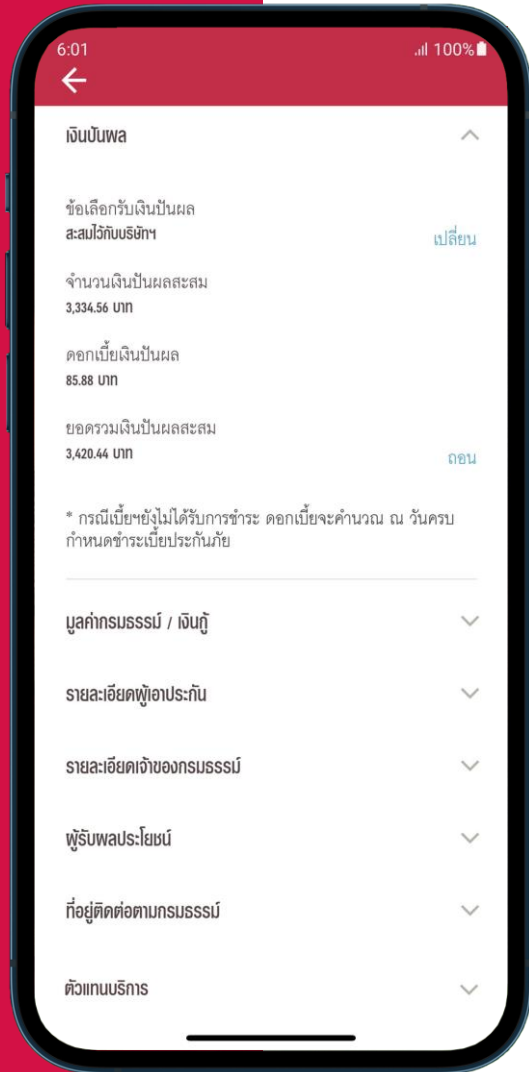 6:01
100%
เงินปันผล
ข้อเลือกรับเงินปันผล
สะสมไว้กับบริษัทฯ
เปลี่ยน
จำนวนเงินปันผลสะสม
3,334.56 บาท
ดอกเบี้ยเงินปันผล
85.88 บาท
ยอดรวมเงินปันผลสะสม
3,420.44 บาท
ถอน
* กรณีเบี้ยฯยังไม่ได้รับการชำระ ดอกเบี้ยจะคำนวณ ณ วันครบ
กำหนดชำระเบี้ยประกันภัย
มูลค่ากรมธรรม์ / เงินกู้
รายละเอียดผู้เอาประกัน
รายละเอียดเจ้าของกรมธรรม์
ผู้รับผลประโยชน์
ที่อยู่ติดต่อตามกรมธรรม์
ตัวแทนบริการ